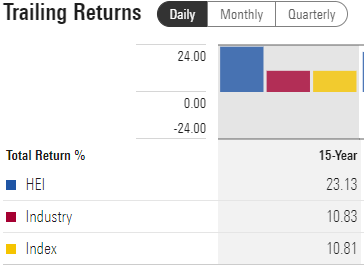 Trailing Returns Daily Monthly Quarterly
24.00
0.00
-24.00
Total Return % 15-Year
HEI 23.13
Industry 10.83
Index 10.81